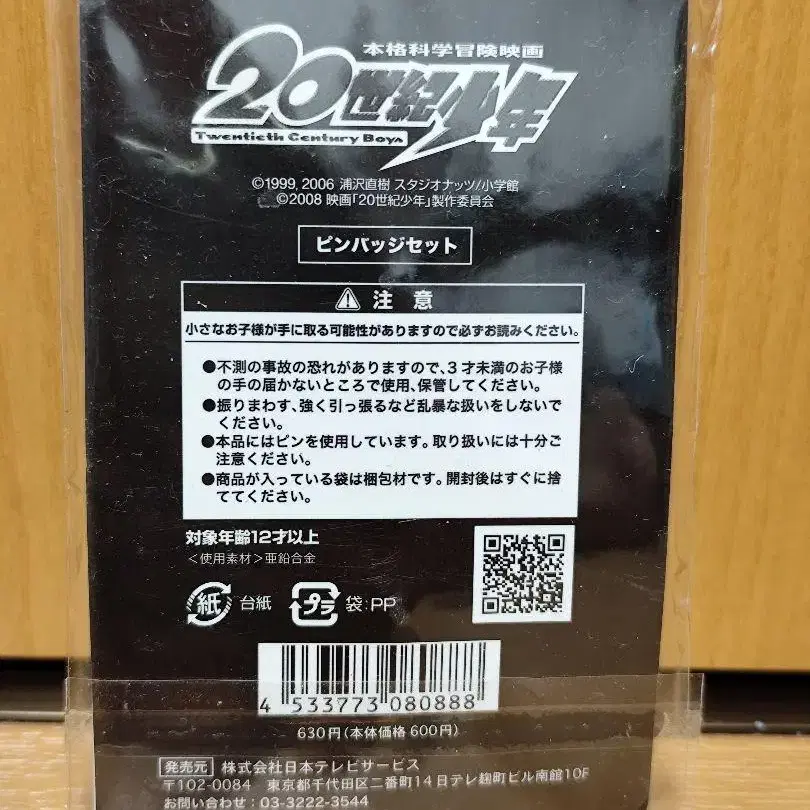 本格科学冒険映画
20世紀少年
Twentieth Century Boys
©1999, 2006 浦沢直樹 スタジオナッツ/小学館
©2008 映画「20世紀少年」製作委員会
ピンバッジセット
注意
小さなお子様が手に取る可能性がありますので必ずお読みください。
●不測の事故の恐れがありますので、3才未満のお子様
の手の届かないところで使用、保管してください。
●振りまわす、強く引っ張るなど乱暴な扱いをしないで
ください。
●本品にはピンを使用しています。取り扱いには十分ご
注意ください。
●商品が入っている袋は梱包材です。開封後はすぐに捨
ててください。
対象年齢12才以上
<使用素材>亜鉛合金
紙 台紙 プラ 袋:PP
4 533773 080888
630円(本体価格 600円)
発売元 株式会社日本テレビサービス
〒102-0084 東京都千代田区二番町14日テレ麹町ビル南館10F
お問い合わせ:03-3222-3544